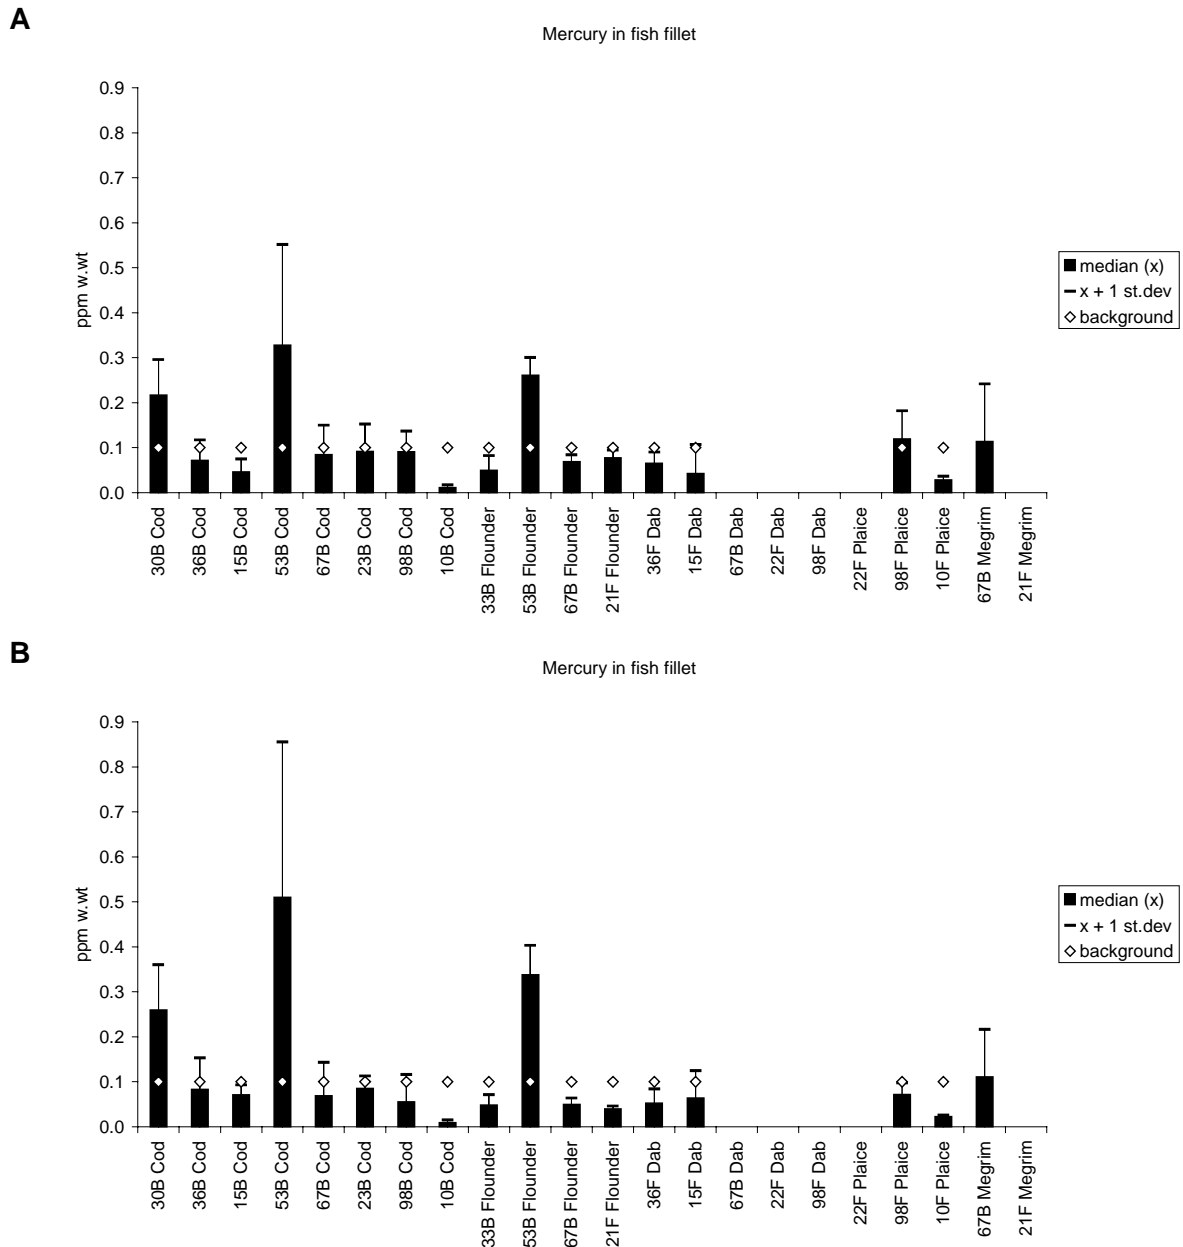 A
Mercury in fish fillet
0.9
0.8
0.7
0.6
0.5
0.4
0.3
0.2
0.1
0.0
ppm w.wt
30B Cod
36B Cod
15B Cod
53B Cod
67B Cod
23B Cod
98B Cod
10B Cod
33B Flounder
53B Flounder
67B Flounder
21F Flounder
36F Dab
15F Dab
67B Dab
22F Dab
98F Dab
22F Plaice
98F Plaice
10F Plaice
67B Megrim
21F Megrim
median (x)
x + 1 st.dev
background
B
Mercury in fish fillet
0.9
0.8
0.7
0.6
0.5
0.4
0.3
0.2
0.1
0.0
ppm w.wt
30B Cod
36B Cod
15B Cod
53B Cod
67B Cod
23B Cod
98B Cod
10B Cod
33B Flounder
53B Flounder
67B Flounder
21F Flounder
36F Dab
15F Dab
67B Dab
22F Dab
98F Dab
22F Plaice
98F Plaice
10F Plaice
67B Megrim
21F Megrim
median (x)
x + 1 st.dev
background